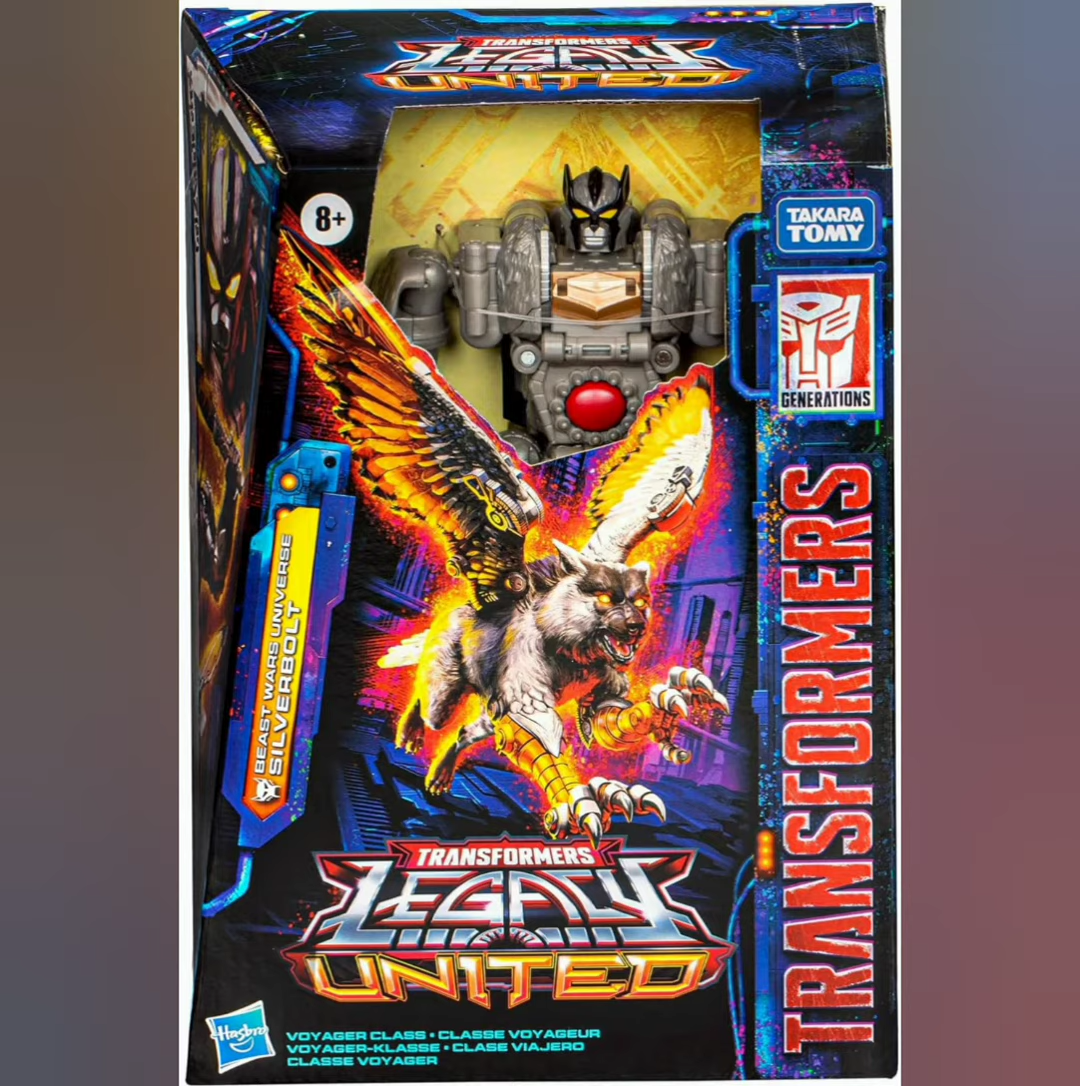 TRANSFORMERS
LEGACY
UNITED
8+
TAKARA
TOMY
GENERATIONS
TRANSFORMERS
BEAST WARS UNIVERSE
SILVERBOLT
TRANSFORMERS
LEGACY
UNITED
Hasbro
VOYAGER CLASS • CLASSE VOYAGEUR
VOYAGER-KLASSE • CLASE VIAJERO
CLASSE VOYAGER